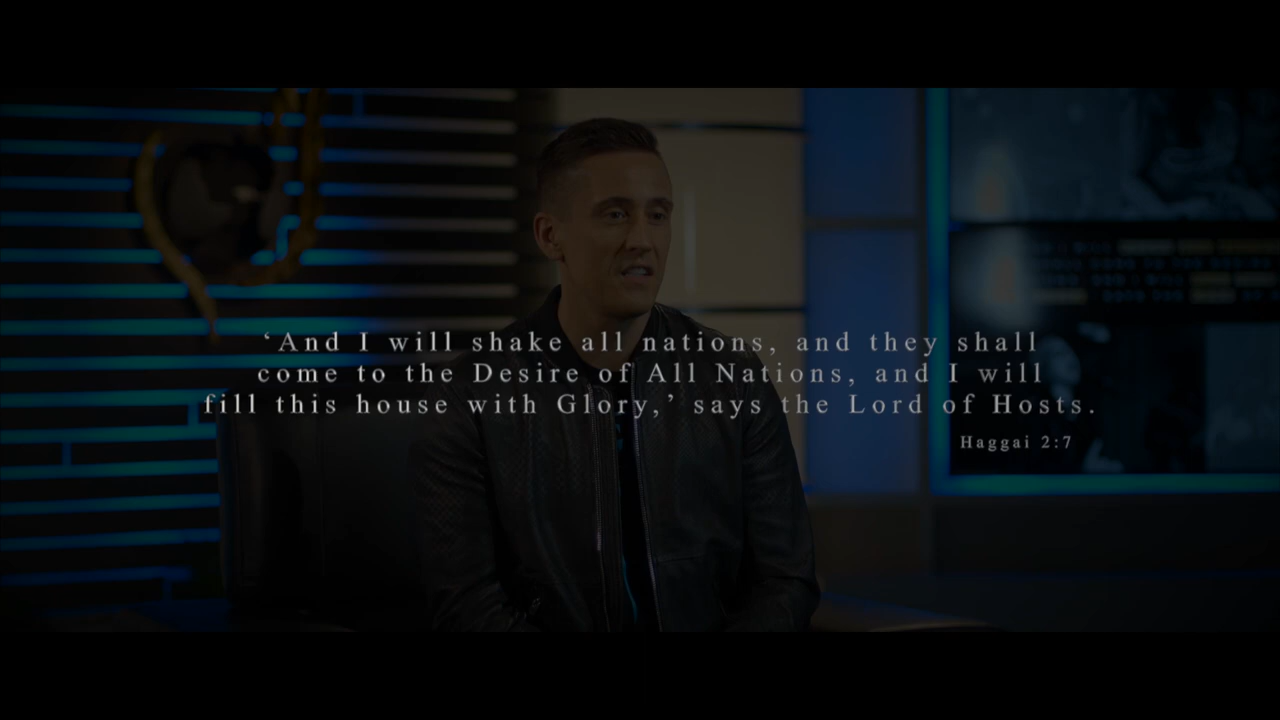 ‘And I will shake all nations, and they shall
come to the Desire of All Nations, and I will
fill this house with Glory,’ says the Lord of Hosts.
Haggai 2:7